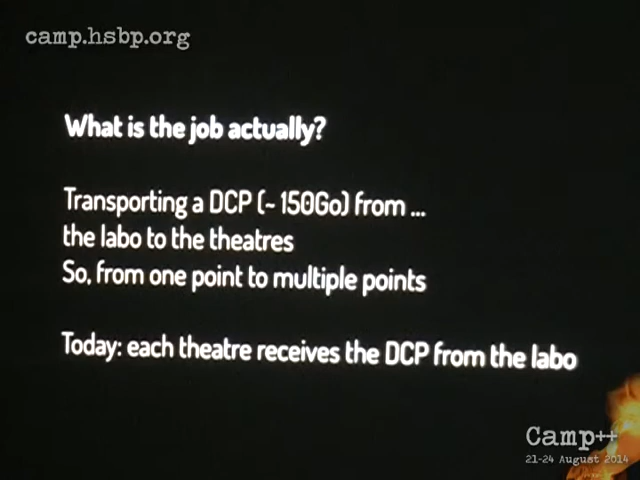 camp.hsbp.org
What is the job actually?
Transporting a DCP (~ 150Go) from ...
the labo to the theatres
So, from one point to multiple points
Today: each theatre receives the DCP from the labo
Camp++
21-24 August 2014